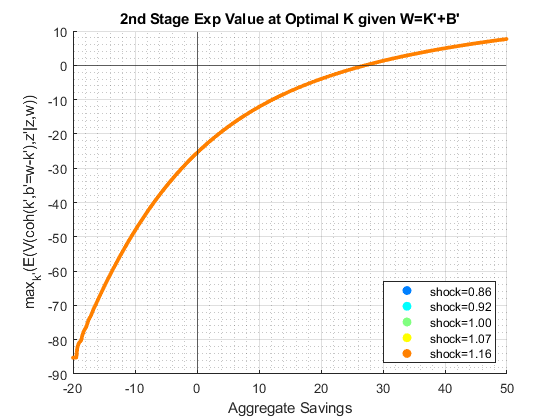 2nd Stage Exp Value at Optimal K given W=K'+B'
max_k'(E(V(coh(k',b'=w-k'),z'|z,w))
10
0
-10
-20
-30
-40
-50
-60
-70
-80
-90
shock=0.86
shock=0.92
shock=1.00
shock=1.07
shock=1.16
-20 -10 0 10 20 30 40 50
Aggregate Savings